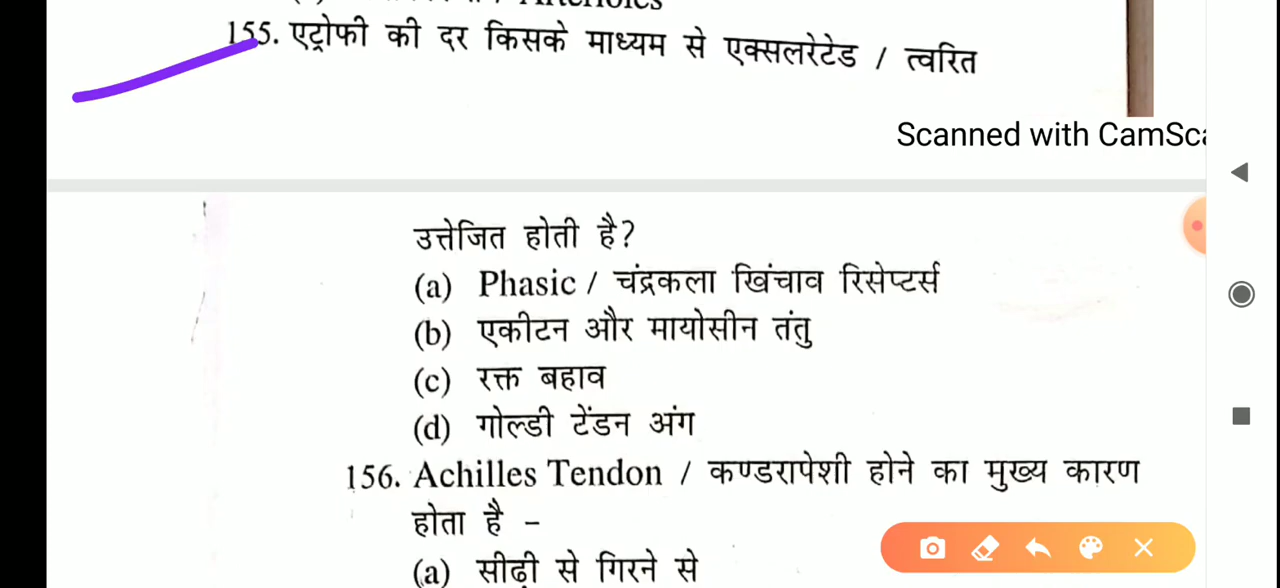 155. एट्रोफी की दर किसके माध्यम से एक्सलरेटेड / त्वरित
Scanned with CamSc
उत्तेजित होती है?
(a) Phasic / चंद्रकला खिंचाव रिसेप्टर्स
(b) एकीटन और मायोसीन तंतु
(c) रक्त बहाव
(d) गोल्डी टेंडन अंग
156. Achilles Tendon / कण्डरापेशी होने का मुख्य कारण
होता है –
(a) सीढ़ी से गिरने से